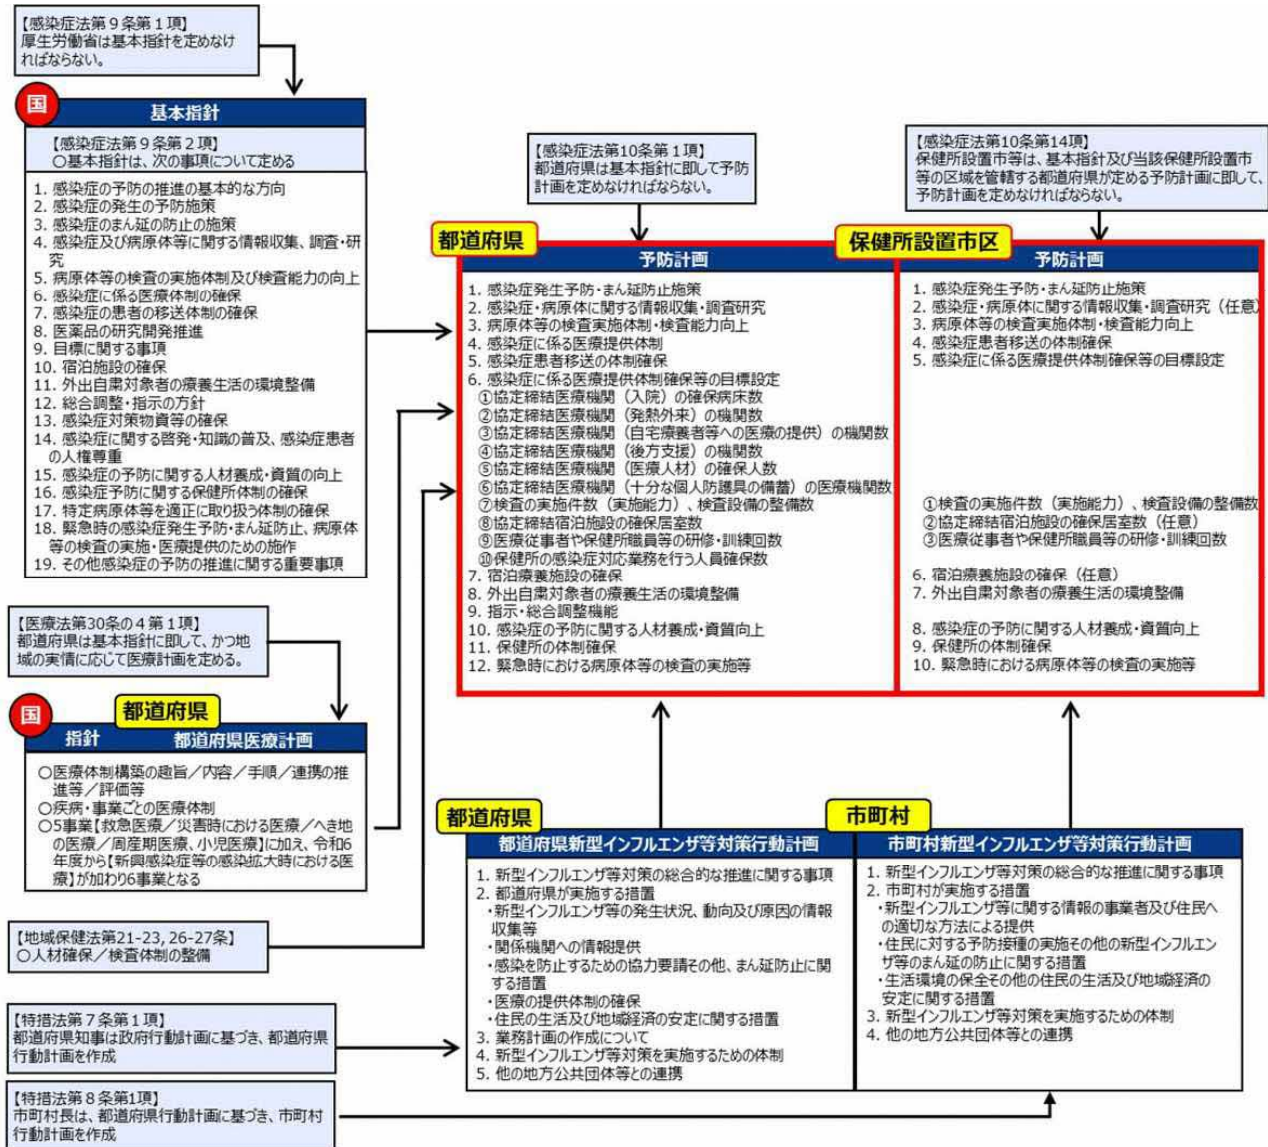 【感染症法第９条第１項】
厚生労働省は基本指針を定めなけ
ればならない。
国
基本指針
【感染症法第９条第２項】
○基本指針は、次の事項について定める
1. 感染症の予防の推進の基本的な方向
2. 感染症の発生の予防施策
3. 感染症のまん延の防止の施策
4. 感染症及び病原体等に関する情報収集、調査・研
究
5. 病原体等の検査の実施体制及び検査能力の向上
6. 感染症に係る医療体制の確保
7. 感染症の患者の移送体制の確保
8. 医薬品の研究開発推進
9. 目標に関する事項
10. 宿泊施設の確保
11. 外出自粛対象者の療養生活の環境整備
12. 総合調整・指示の方針
13. 感染症対策物資等の確保
14. 感染症に関する啓発・知識の普及、感染症患者
の人権尊重
15. 感染症の予防に関する人材養成・資質の向上
16. 感染症予防に関する保健所体制の確保
17. 特定病原体等を適正に取り扱う体制の確保
18. 緊急時の感染症発生予防・まん延防止、病原体
等の検査の実施・医療提供のための施作
19. その他感染症の予防の推進に関する重要事項
【医療法第30条の４第１項】
都道府県は基本指針に即して、かつ地
域の実情に応じて医療計画を定める。
国
都道府県
指針 都道府県医療計画
○医療体制構築の趣旨／内容／手順／連携の推
進等／評価等
○疾病・事業ごとの医療体制
○5事業【救急医療／災害時における医療／へき地
の医療／周産期医療、小児医療】に加え、令和6
年度から【新興感染症等の感染拡大時における医
療】が加わり6事業となる
【地域保健法第21-23, 26-27条】
○人材確保／検査体制の整備
【特措法第７条第１項】
都道府県知事は政府行動計画に基づき、都道府県
行動計画を作成
【特措法第８条第1項】
市町村長は、都道府県行動計画に基づき、市町村
行動計画を作成
【感染症法第10条第１項】
都道府県は基本指針に即して予防
計画を定めなければならない。
都道府県
予防計画
1. 感染症発生予防・まん延防止施策
2. 感染症・病原体に関する情報収集・調査研究
3. 病原体等の検査実施体制・検査能力向上
4. 感染症に係る医療提供体制
5. 感染症患者移送の体制確保
6. 感染症に係る医療提供体制確保等の目標設定
①協定締結医療機関（入院）の確保病床数
②協定締結医療機関（発熱外来）の機関数
③協定締結医療機関（自宅療養者等への医療の提供）の機関数
④協定締結医療機関（後方支援）の機関数
⑤協定締結医療機関（医療人材）の確保人数
⑥協定締結医療機関（十分な個人防護具の備蓄）の医療機関数
⑦検査の実施件数（実施能力）、検査設備の整備数
⑧協定締結宿泊施設の確保居室数
⑨医療従事者や保健所職員等の研修・訓練回数
⑩保健所の感染症対応業務を行う人員確保数
7. 宿泊療養施設の確保
8. 外出自粛対象者の療養生活の環境整備
9. 指示・総合調整機能
10. 感染症の予防に関する人材養成・資質向上
11. 保健所の体制確保
12. 緊急時における病原体等の検査の実施等
【感染症法第10条第14項】
保健所設置市等は、基本指針及び当該保健所設置市
等の区域を管轄する都道府県が定める予防計画に即して、
予防計画を定めなければならない。
保健所設置市区
予防計画
1. 感染症発生予防・まん延防止施策
2. 感染症・病原体に関する情報収集・調査研究（任意）
3. 病原体等の検査実施体制・検査能力向上
4. 感染症患者移送の体制確保
5. 感染症に係る医療提供体制確保等の目標設定
①検査の実施件数（実施能力）、検査設備の整備数
②協定締結宿泊施設の確保居室数（任意）
③医療従事者や保健所職員等の研修・訓練回数
6. 宿泊療養施設の確保（任意）
7. 外出自粛対象者の療養生活の環境整備
8. 感染症の予防に関する人材養成・資質向上
9. 保健所の体制確保
10. 緊急時における病原体等の検査の実施等
都道府県
都道府県新型インフルエンザ等対策行動計画
1. 新型インフルエンザ等対策の総合的な推進に関する事項
2. 都道府県が実施する措置
・新型インフルエンザ等の発生状況、動向及び原因の情報
収集等
・関係機関への情報提供
・感染を防止するための協力要請その他、まん延防止に関
する措置
・医療の提供体制の確保
・住民の生活及び地域経済の安定に関する措置
3. 業務計画の作成について
4. 新型インフルエンザ等対策を実施するための体制
5. 他の地方公共団体等との連携
市町村
市町村新型インフルエンザ等対策行動計画
1. 新型インフルエンザ等対策の総合的な推進に関する事項
2. 市町村が実施する措置
・新型インフルエンザ等に関する情報の事業者及び住民へ
の適切な方法による提供
・住民に対する予防接種の実施その他の新型インフルエン
ザ等のまん延の防止に関する措置
・生活環境の保全その他の住民の生活及び地域経済の
安定に関する措置
3. 新型インフルエンザ等対策を実施するための体制
4. 他の地方公共団体等との連携